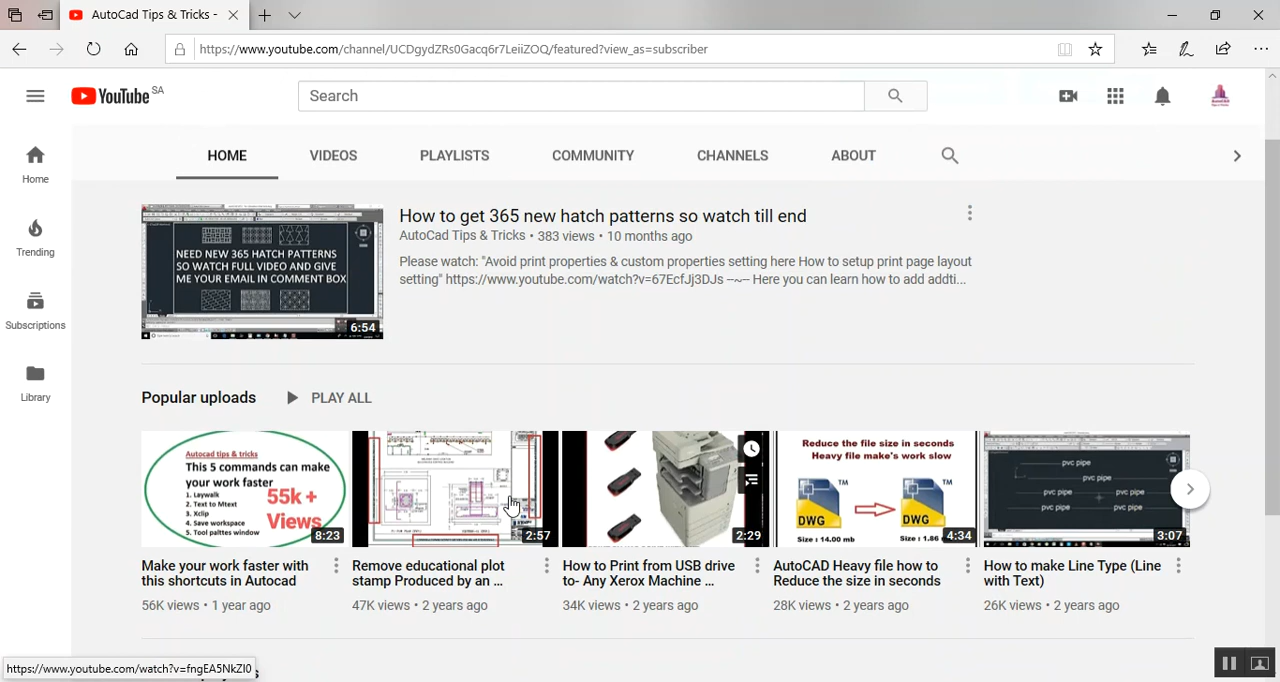 AutoCad Tips & Tricks -
https://www.youtube.com/channel/UCDgydZRs0Gacq6r7LeiiZOQ/featured?view_as=subscriber
YouTube SA
Search
HOME
VIDEOS
PLAYLISTS
COMMUNITY
CHANNELS
ABOUT
Home
Trending
Subscriptions
Library
NEED NEW 365 HATCH PATTERNS
SO WATCH FULL VIDEO AND GIVE
ME YOUR EMAIL IN COMMENT BOX
6:54
How to get 365 new hatch patterns so watch till end
AutoCad Tips & Tricks • 383 views • 10 months ago
Please watch: "Avoid print properties & custom properties setting here How to setup print page layout
setting" https://www.youtube.com/watch?v=67EcfJj3DJs --~-- Here you can learn how to add addti...
Popular uploads
PLAY ALL
Autocad tips & tricks
This 5 commands can make
your work faster
1. Laywalk
2. Text to Mtext
3. Xclip
4. Save workspace
5. Tool palttes window
55k +
Views
8:23
Make your work faster with
this shortcuts in Autocad
56K views • 1 year ago
2:57
Remove educational plot
stamp Produced by an ...
47K views • 2 years ago
2:29
How to Print from USB drive
to- Any Xerox Machine ...
34K views • 2 years ago
Reduce the file size in seconds
Heavy file make's work slow
TM
TM
DWG
DWG
Size : 14.00 mb
Size : 1.86
4:34
AutoCAD Heavy file how to
Reduce the size in seconds
28K views • 2 years ago
pvc pipe
pvc pipe
pvc pipe
pvc pipe
pvc pipe
pvc pipe
3:07
How to make Line Type (Line
with Text)
26K views • 2 years ago
https://www.youtube.com/watch?v=fngEA5NkZI0